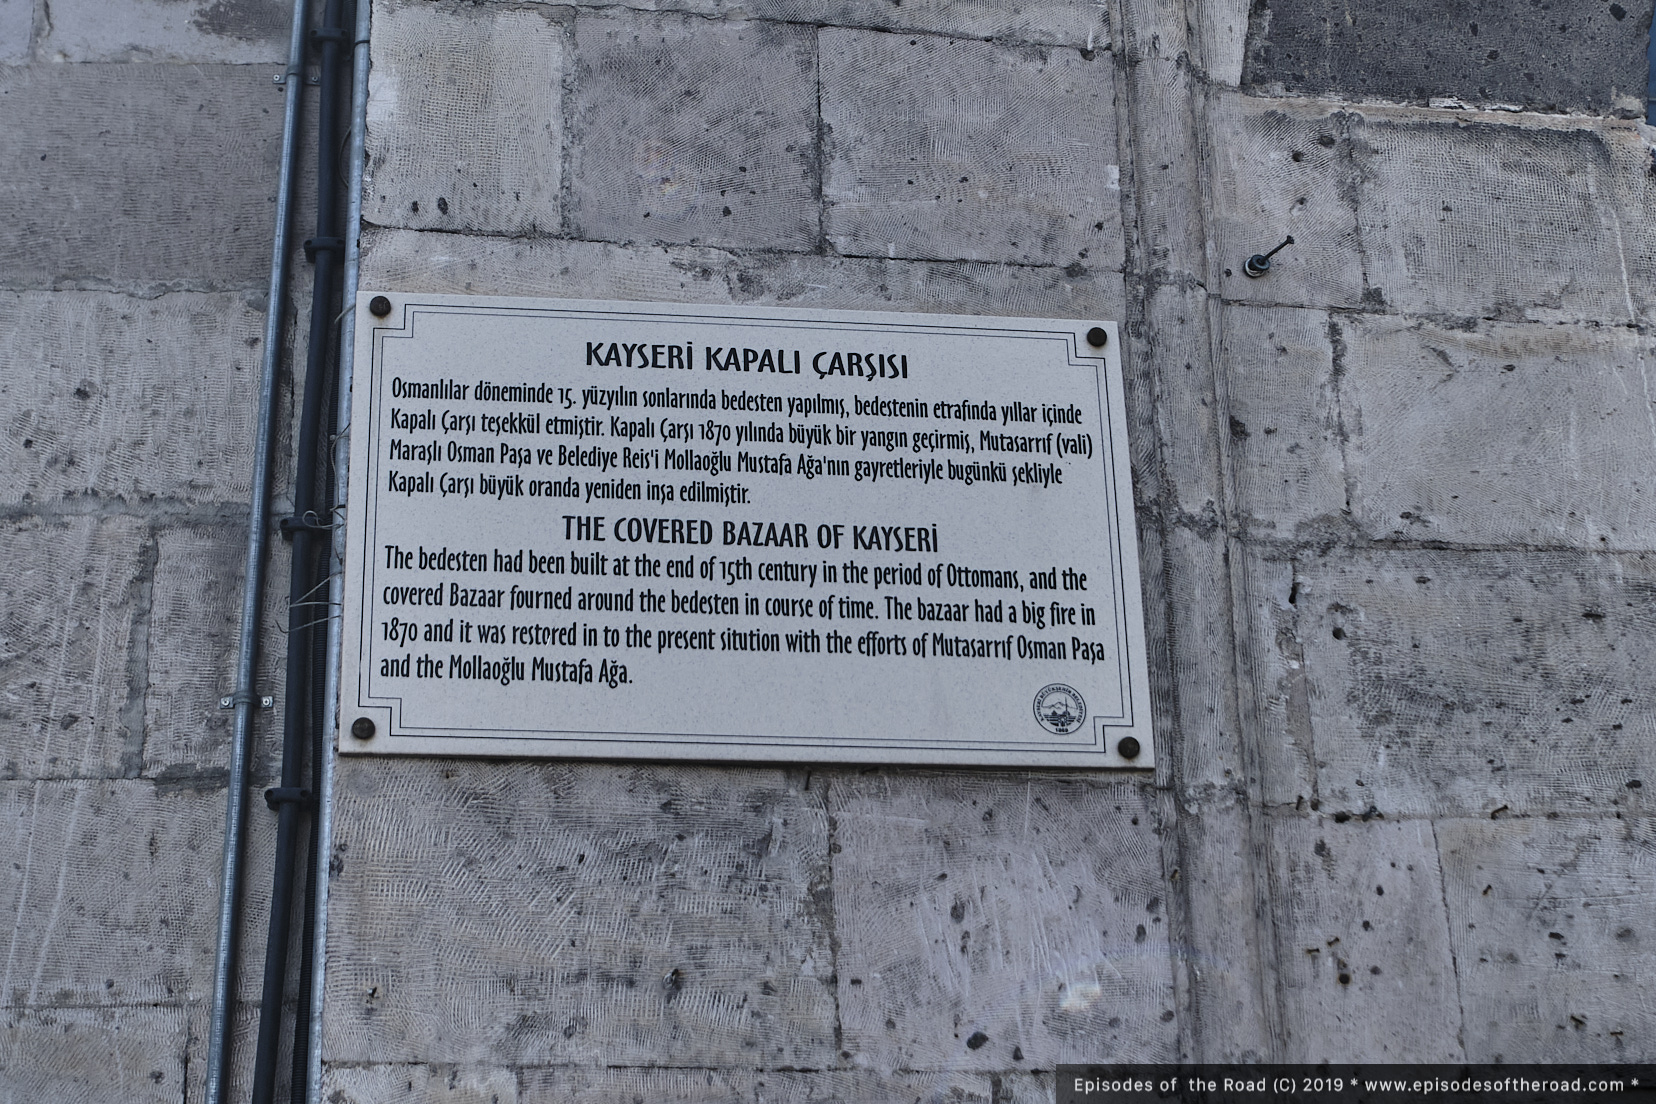 KAYSERİ KAPALI ÇARŞISI
Osmanlılar döneminde 15. yüzyılın sonlarında bedesten yapılmış, bedestenin etrafında yıllar içinde
Kapalı Çarşı teşekkül etmiştir. Kapalı Çarşı 1870 yılında büyük bir yangın geçirmiş, Mutasarrıf (vali)
Maraşlı Osman Paşa ve Belediye Reis'i Mollaoğlu Mustafa Ağa'nın gayretleriyle bugünkü şekliyle
Kapalı Çarşı büyük oranda yeniden inşa edilmiştir.
THE COVERED BAZAAR OF KAYSERİ
The bedesten had been built at the end of 15th century in the period of Ottomans, and the
covered Bazaar fourned around the bedesten in course of time. The bazaar had a big fire in
1870 and it was restored in to the present sitution with the efforts of Mutasarrıf Osman Paşa
and the Mollaoğlu Mustafa Ağa.
KAYSERİ BÜYÜKŞEHİR BELEDİYESİ
1869
Episodes of the Road (C) 2019 * www.episodesoftheroad.com *